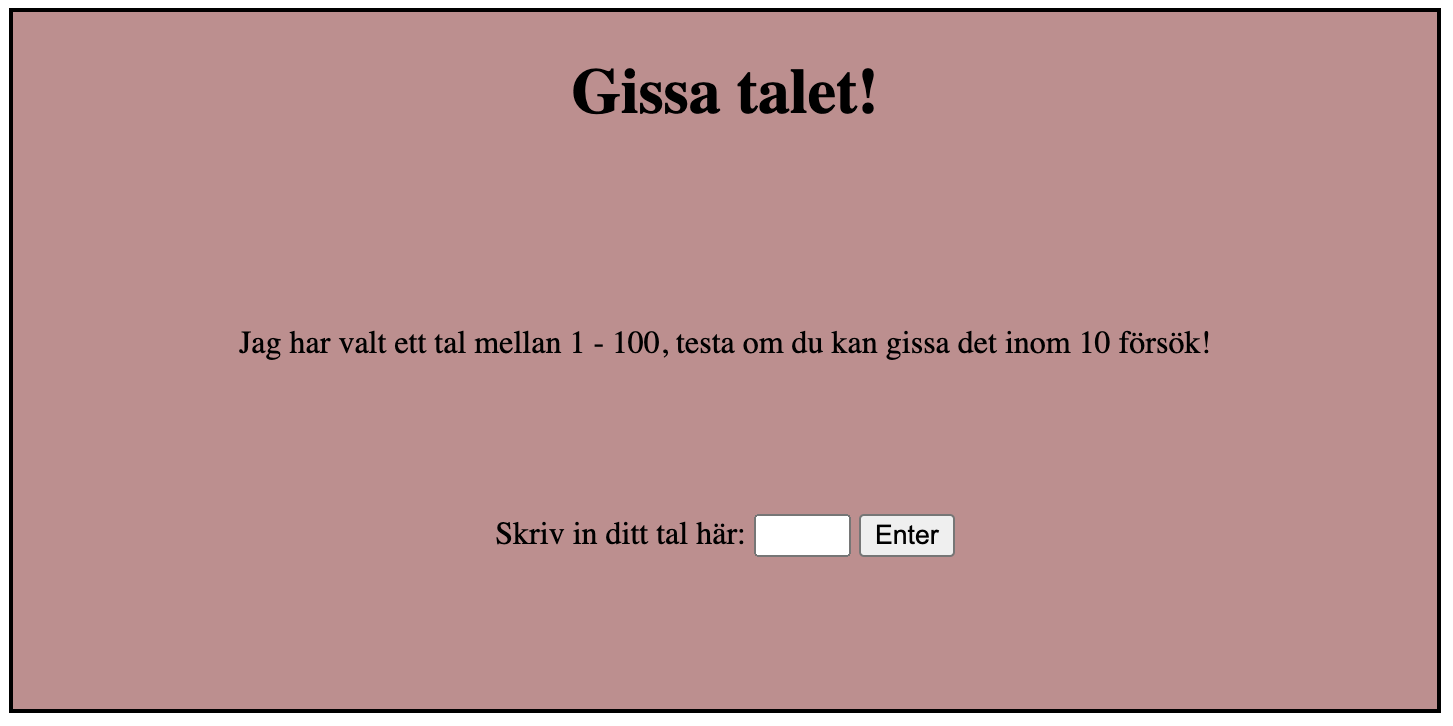 Gissa talet!
Jag har valt ett tal mellan 1 - 100, testa om du kan gissa det inom 10 försök!
Skriv in ditt tal här: Enter